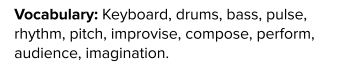 Vocabulary: Keyboard, drums, bass, pulse,
rhythm, pitch, improvise, compose, perform,
audience, imagination.